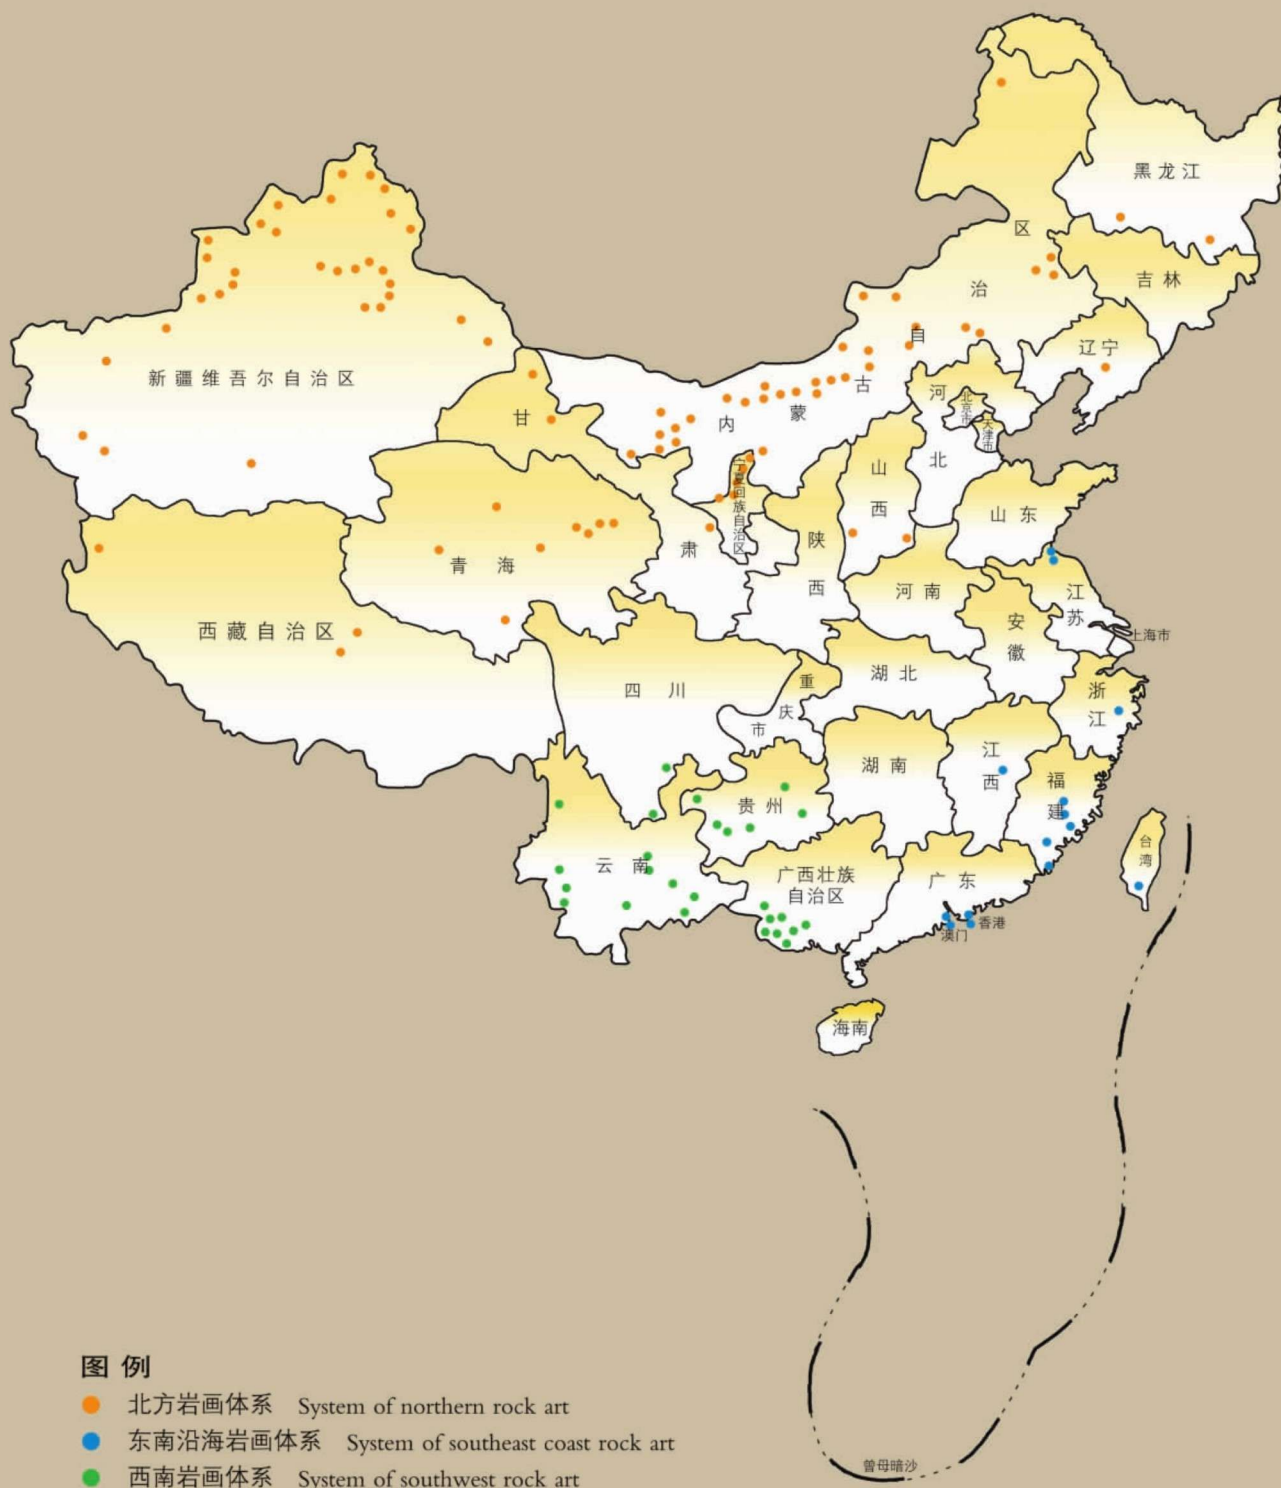 黑龙江
区
吉林
治
自
辽宁
新疆维吾尔自治区
古
河
甘
蒙
内
北京市
天津市
北
山
西
宁夏回族自治区
山东
陕
西
肃
青海
河南
江
苏
安
徽
西藏自治区
上海市
湖北
重
庆
市
四川
浙
江
江
西
湖南
福
建
贵州
台
湾
云南
广西壮族
自治区
广东
香港
澳门
海南
曾母暗沙
图例
北方岩画体系 System of northern rock art
东南沿海岩画体系 System of southeast coast rock art
西南岩画体系 System of southwest rock art